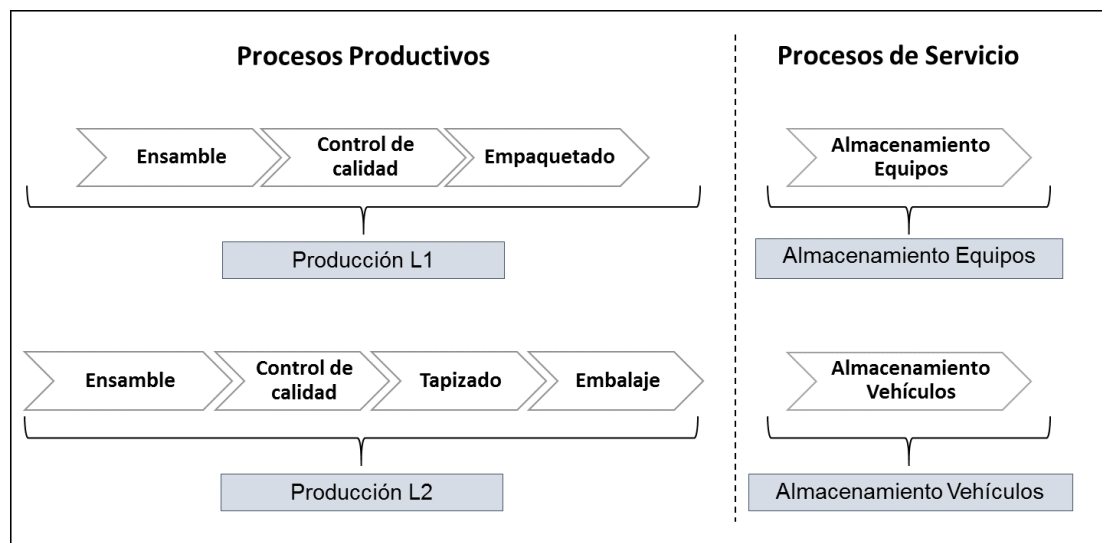 Procesos Productivos
Procesos de Servicio
Ensamble
Control de
calidad
Empaquetado
Almacenamiento
Equipos
Producción L1
Almacenamiento Equipos
Ensamble
Control de
calidad
Tapizado
Embalaje
Almacenamiento
Vehículos
Producción L2
Almacenamiento Vehículos